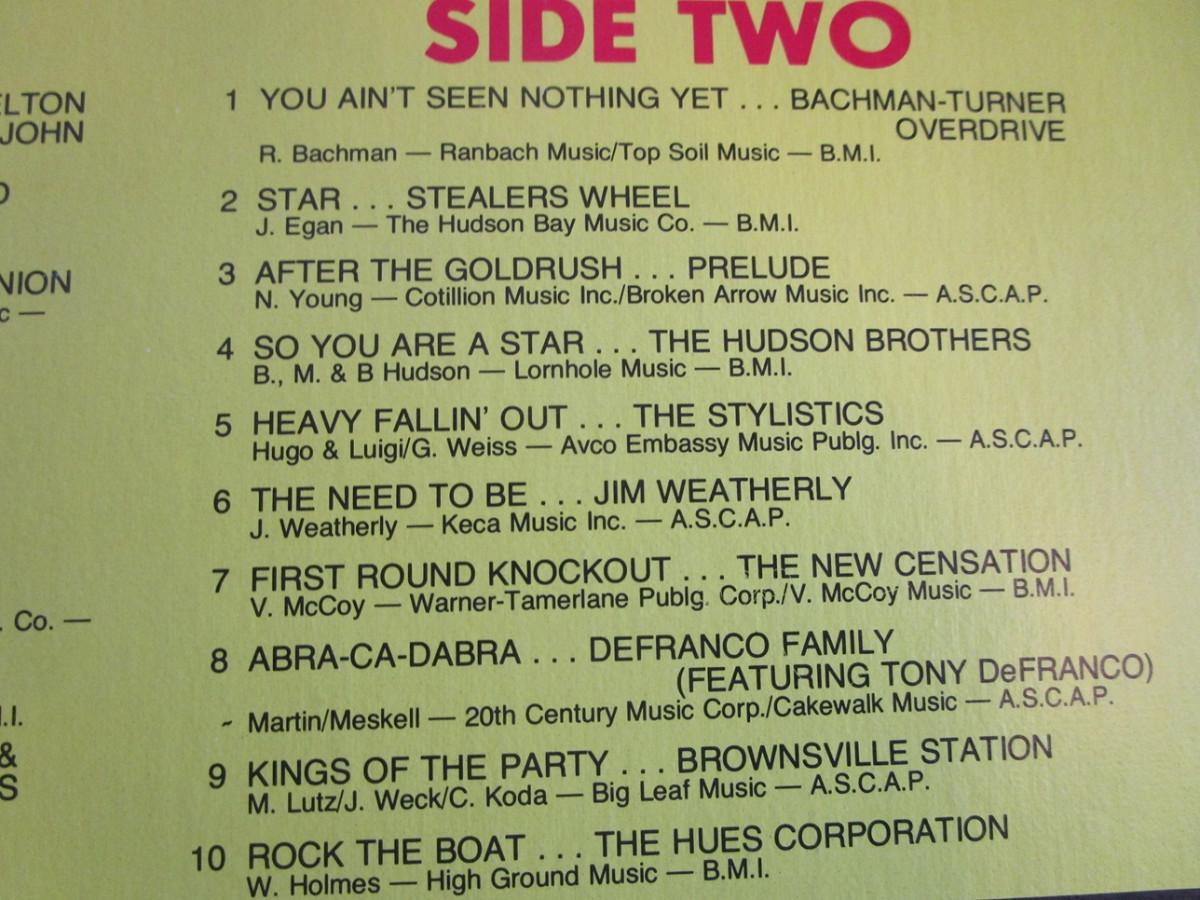 SIDE TWO
ELTON
JOHN
NION
c —
. Co. —
.I.
&
S
1 YOU AIN'T SEEN NOTHING YET . . . BACHMAN-TURNER
OVERDRIVE
R. Bachman — Ranbach Music/Top Soil Music — B.M.I.
2 STAR . . . STEALERS WHEEL
J. Egan — The Hudson Bay Music Co. — B.M.I.
3 AFTER THE GOLDRUSH . . . PRELUDE
N. Young — Cotillion Music Inc./Broken Arrow Music Inc. — A.S.C.A.P.
4 SO YOU ARE A STAR . . . THE HUDSON BROTHERS
B., M. & B Hudson — Lornhole Music — B.M.I.
5 HEAVY FALLIN' OUT . . . THE STYLISTICS
Hugo & Luigi/G. Weiss — Avco Embassy Music Publg. Inc. — A.S.C.A.P.
6 THE NEED TO BE . . . JIM WEATHERLY
J. Weatherly — Keca Music Inc. — A.S.C.A.P.
7 FIRST ROUND KNOCKOUT . . . THE NEW CENSATION
V. McCoy — Warner-Tamerlane Publg. Corp./V. McCoy Music — B.M.I.
8 ABRA-CA-DABRA . . . DEFRANCO FAMILY
(FEATURING TONY DeFRANCO)
- Martin/Meskell — 20th Century Music Corp./Cakewalk Music — A.S.C.A.P.
9 KINGS OF THE PARTY . . . BROWNSVILLE STATION
M. Lutz/J. Weck/C. Koda — Big Leaf Music — A.S.C.A.P.
10 ROCK THE BOAT . . . THE HUES CORPORATION
W. Holmes — High Ground Music — B.M.I.